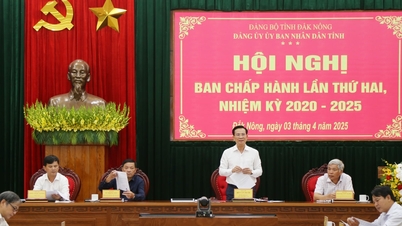 ĐẢNG BỘ TỈNH ĐẮK NÔNG
ĐẢNG ỦY ỦY BAN NHÂN DÂN TỈNH
HỘI NGHỊ
BAN CHẤP HÀNH LẦN THỨ HAI,
NHIỆM KỲ 2020 - 2025
Đắk Nông, ngày 03 tháng 4 năm 2025